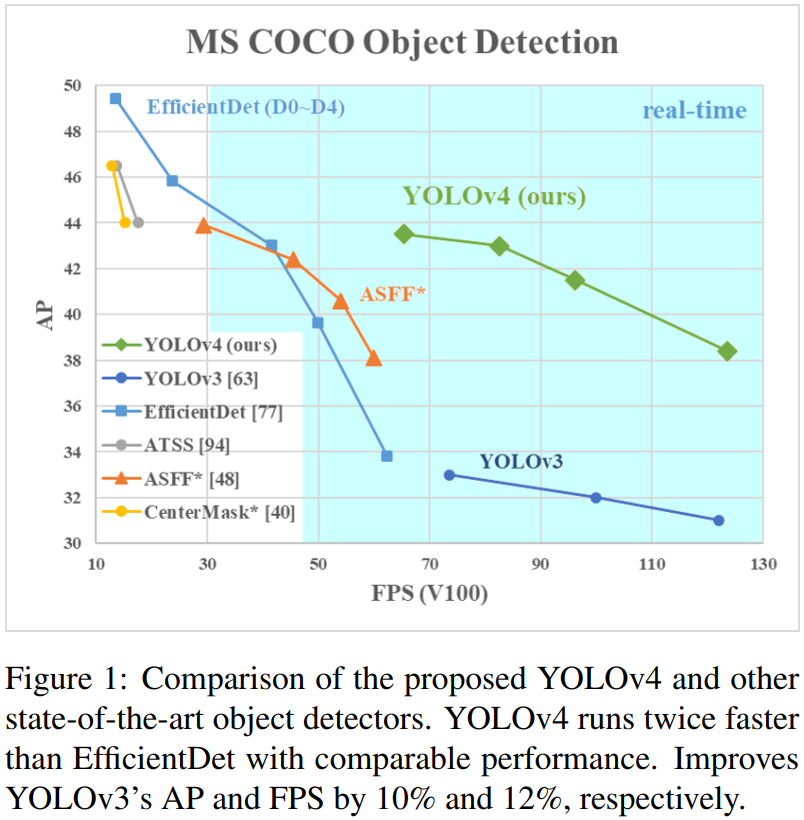 MS COCO Object Detection
50
48
46
44
42
40
38
36
34
32
30
AP
EfficientDet (D0~D4)
real-time
YOLOv4 (ours)
ASFF*
YOLOv3
YOLOv4 (ours)
YOLOv3 [63]
EfficientDet [77]
ATSS [94]
ASFF* [48]
CenterMask* [40]
10 30 50 70 90 110 130
FPS (V100)
Figure 1: Comparison of the proposed YOLOv4 and other
state-of-the-art object detectors. YOLOv4 runs twice faster
than EfficientDet with comparable performance. Improves
YOLOv3's AP and FPS by 10% and 12%, respectively.